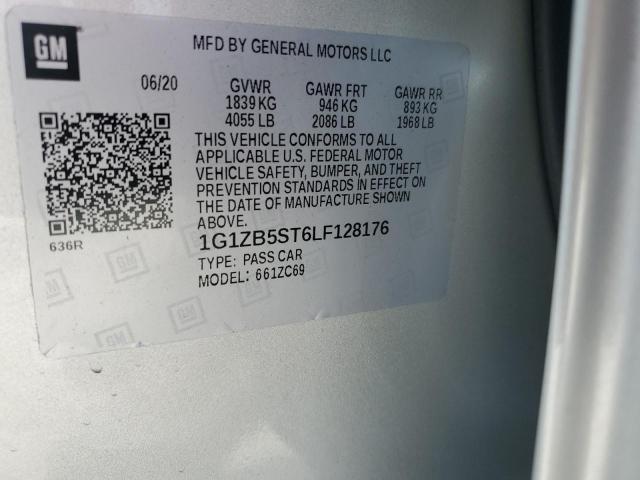 GM
MFD BY GENERAL MOTORS LLC
06/20 GVWR GAWR FRT GAWR RR
1839 KG 946 KG 893 KG
4055 LB 2086 LB 1968 LB
THIS VEHICLE CONFORMS TO ALL
APPLICABLE U.S. FEDERAL MOTOR
VEHICLE SAFETY, BUMPER, AND THEFT
PREVENTION STANDARDS IN EFFECT ON
THE DATE OF MANUFACTURE SHOWN
ABOVE.
636R
1G1ZB5ST6LF128176
TYPE: PASS CAR
MODEL: 661ZC69